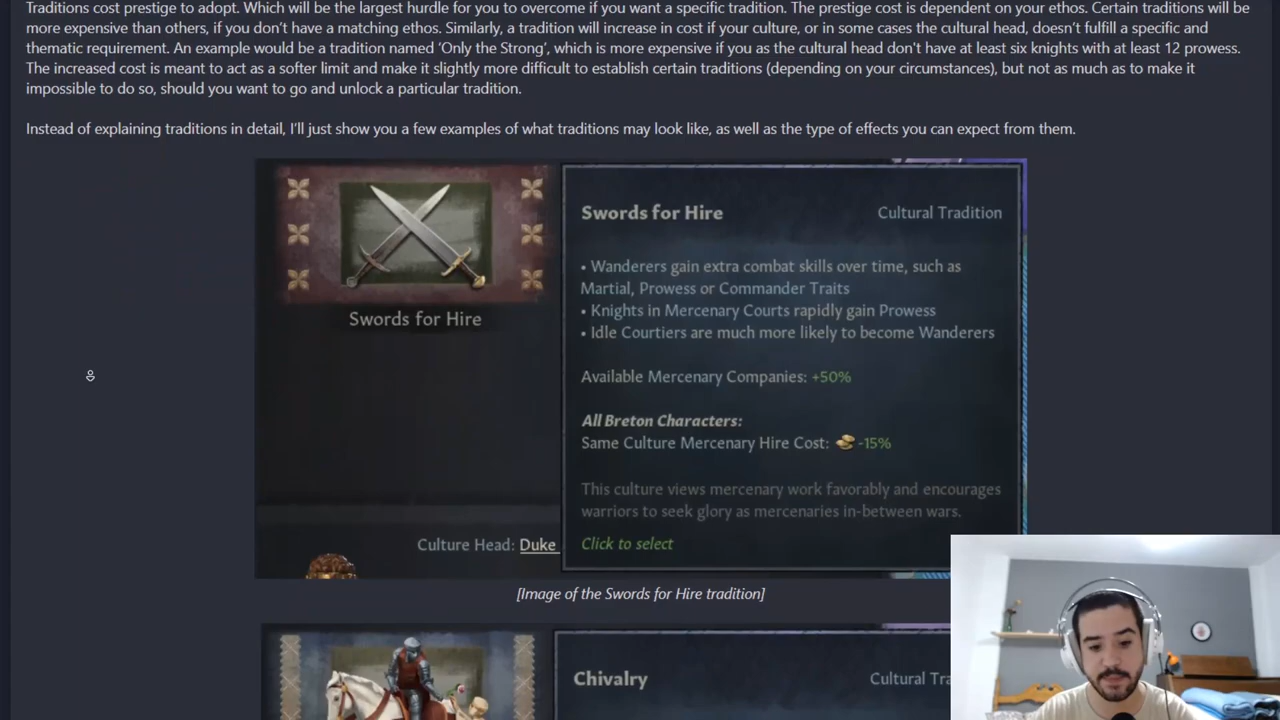 Traditions cost prestige to adopt. Which will be the largest hurdle for you to overcome if you want a specific tradition. The prestige cost is dependent on your ethos. Certain traditions will be
more expensive than others, if you don't have a matching ethos. Similarly, a tradition will increase in cost if your culture, or in some cases the cultural head, doesn't fulfill a specific and
thematic requirement. An example would be a tradition named ‘Only the Strong’, which is more expensive if you as the cultural head don't have at least six knights with at least 12 prowess.
The increased cost is meant to act as a softer limit and make it slightly more difficult to establish certain traditions (depending on your circumstances), but not as much as to make it
impossible to do so, should you want to go and unlock a particular tradition.
Instead of explaining traditions in detail, I'll just show you a few examples of what traditions may look like, as well as the type of effects you can expect from them.
Swords for Hire
Swords for Hire Cultural Tradition
• Wanderers gain extra combat skills over time, such as
Martial, Prowess or Commander Traits
• Knights in Mercenary Courts rapidly gain Prowess
• Idle Courtiers are much more likely to become Wanderers
Available Mercenary Companies: +50%
All Breton Characters:
Same Culture Mercenary Hire Cost: -15%
This culture views mercenary work favorably and encourages
warriors to seek glory as mercenaries in-between wars.
Click to select
Culture Head: Duke
[Image of the Swords for Hire tradition]
Chivalry Cultural Tra